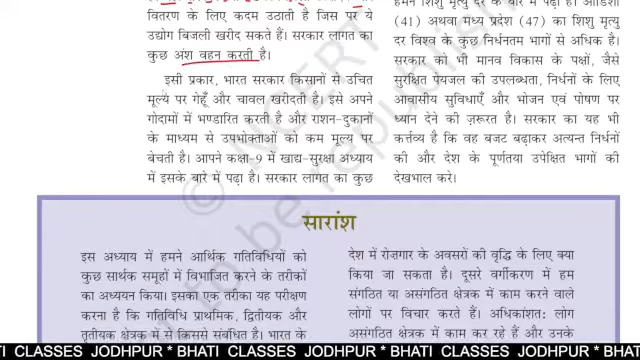 वितरण के लिए कदम उठाती है जिस पर ये
उद्योग बिजली खरीद सकते हैं। सरकार लागत का
कुछ अंश वहन करती है।
इसी प्रकार, भारत सरकार किसानों से उचित
मूल्य पर गेहूँ और चावल खरीदती है। इसे अपने
गोदामों में भण्डारित करती है और राशन-दुकानों
के माध्यम से उपभोक्ताओं को कम मूल्य पर
बेचती है। आपने कक्षा-9 में खाद्य-सुरक्षा अध्याय
में इसके बारे में पढ़ा है। सरकार लागत का कुछ
हमने शिशु मृत्यु दर के बारे में पढ़ा है। ओडिशा
(41) अथवा मध्य प्रदेश (47) का शिशु मृत्यु दर
दर विश्व के कुछ निर्धनतम भागों से अधिक है।
सरकार को भी मानव विकास के पक्षों, जैसे
सुरक्षित पेयजल की उपलब्धता, निर्धनों के लिए
आवासीय सुविधाएँ और भोजन एवं पोषण पर
ध्यान देने की ज़रूरत है। सरकार का यह भी
कर्त्तव्य है कि वह बजट बढ़ाकर अत्यन्त निर्धनों
की और देश के पूर्णतया उपेक्षित भागों की
देखभाल करे।
सारांश
इस अध्याय में हमने आर्थिक गतिविधियों को
कुछ सार्थक समूहों में विभाजित करने के तरीकों
का अध्ययन किया। इसका एक तरीका यह परीक्षण
करना है कि गतिविधि प्राथमिक, द्वितीयक और
तृतीयक क्षेत्रक में से किससे संबंधित है। भारत के
देश में रोज़गार के अवसरों की वृद्धि के लिए क्या
किया जा सकता है। दूसरे वर्गीकरण में हम
संगठित या असंगठित क्षेत्रक में काम करने वाले
लोगों पर विचार करते हैं। अधिकांशतः लोग
असंगठित क्षेत्रक में काम कर रहे हैं और उनके
© NCERT
to be republished
TI CLASSES JODHPUR * BHATI CLASSES JODHPUR * BHATI CLASSES JODHPUR * BHATI